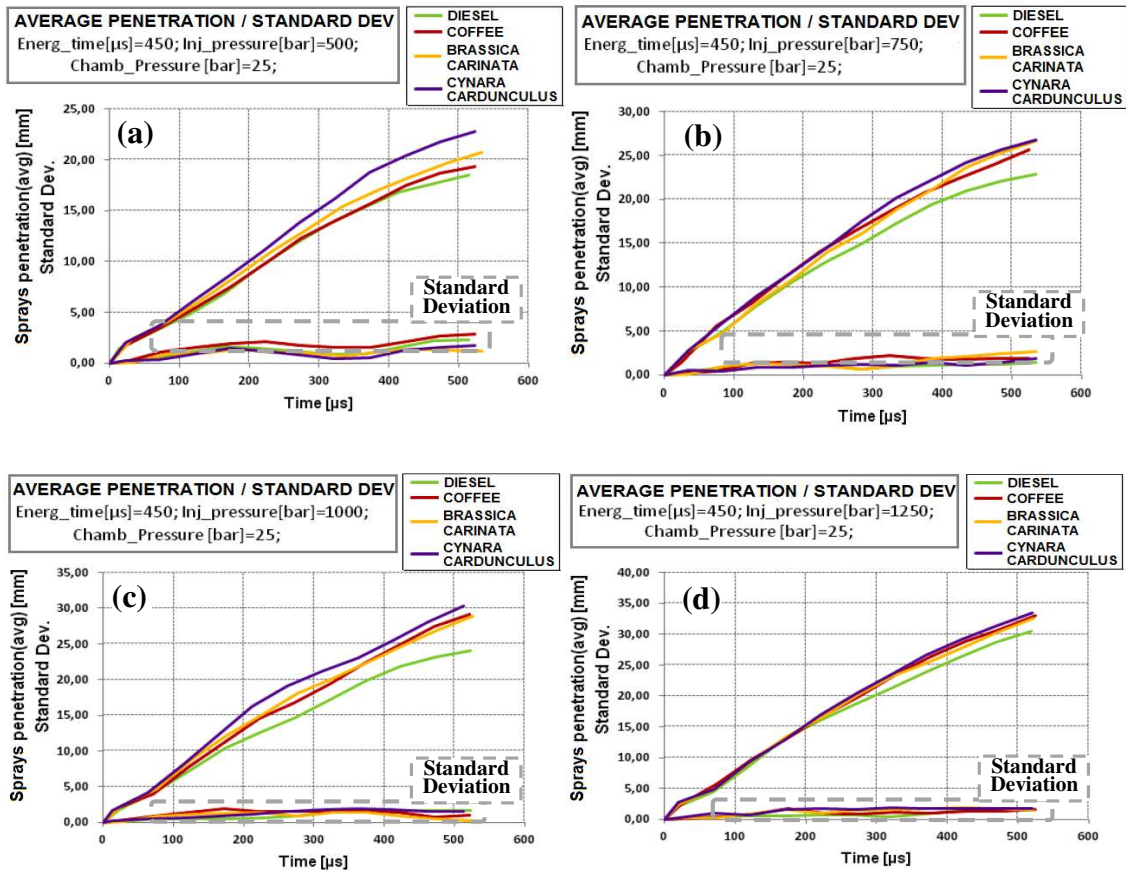 AVERAGE PENETRATION / STANDARD DEV
Energ_time[µs]=450; Inj_pressure[bar]=500;
Chamb_Pressure [bar]=25;
DIESEL
COFFEE
BRASSICA
CARINATA
CYNARA
CARDUNCULUS
(a)
Sprays penetration(avg) [mm]
Standard Dev.
25,00
20,00
15,00
10,00
5,00
0,00
Standard
Deviation
0 100 200 300 400 500 600
Time [µs]
AVERAGE PENETRATION / STANDARD DEV
Energ_time[µs]=450; Inj_pressure[bar]=750;
Chamb_Pressure [bar]=25;
DIESEL
COFFEE
BRASSICA
CARINATA
CYNARA
CARDUNCULUS
(b)
Sprays penetration(avg) [mm]
Standard Dev.
30,00
25,00
20,00
15,00
10,00
5,00
0,00
Standard
Deviation
0 100 200 300 400 500 600
Time [µs]
AVERAGE PENETRATION / STANDARD DEV
Energ_time[µs]=450; Inj_pressure[bar]=1000;
Chamb_Pressure [bar]=25;
DIESEL
COFFEE
BRASSICA
CARINATA
CYNARA
CARDUNCULUS
(c)
Sprays penetration(avg) [mm]
Standard Dev.
35,00
30,00
25,00
20,00
15,00
10,00
5,00
0,00
Standard
Deviation
0 100 200 300 400 500 600
Time [µs]
AVERAGE PENETRATION / STANDARD DEV
Energ_time[µs]=450; Inj_pressure[bar]=1250;
Chamb_Pressure [bar]=25;
DIESEL
COFFEE
BRASSICA
CARINATA
CYNARA
CARDUNCULUS
(d)
Sprays penetration(avg) [mm]
Standard Dev.
40,00
35,00
30,00
25,00
20,00
15,00
10,00
5,00
0,00
Standard
Deviation
0 100 200 300 400 500 600
Time [µs]